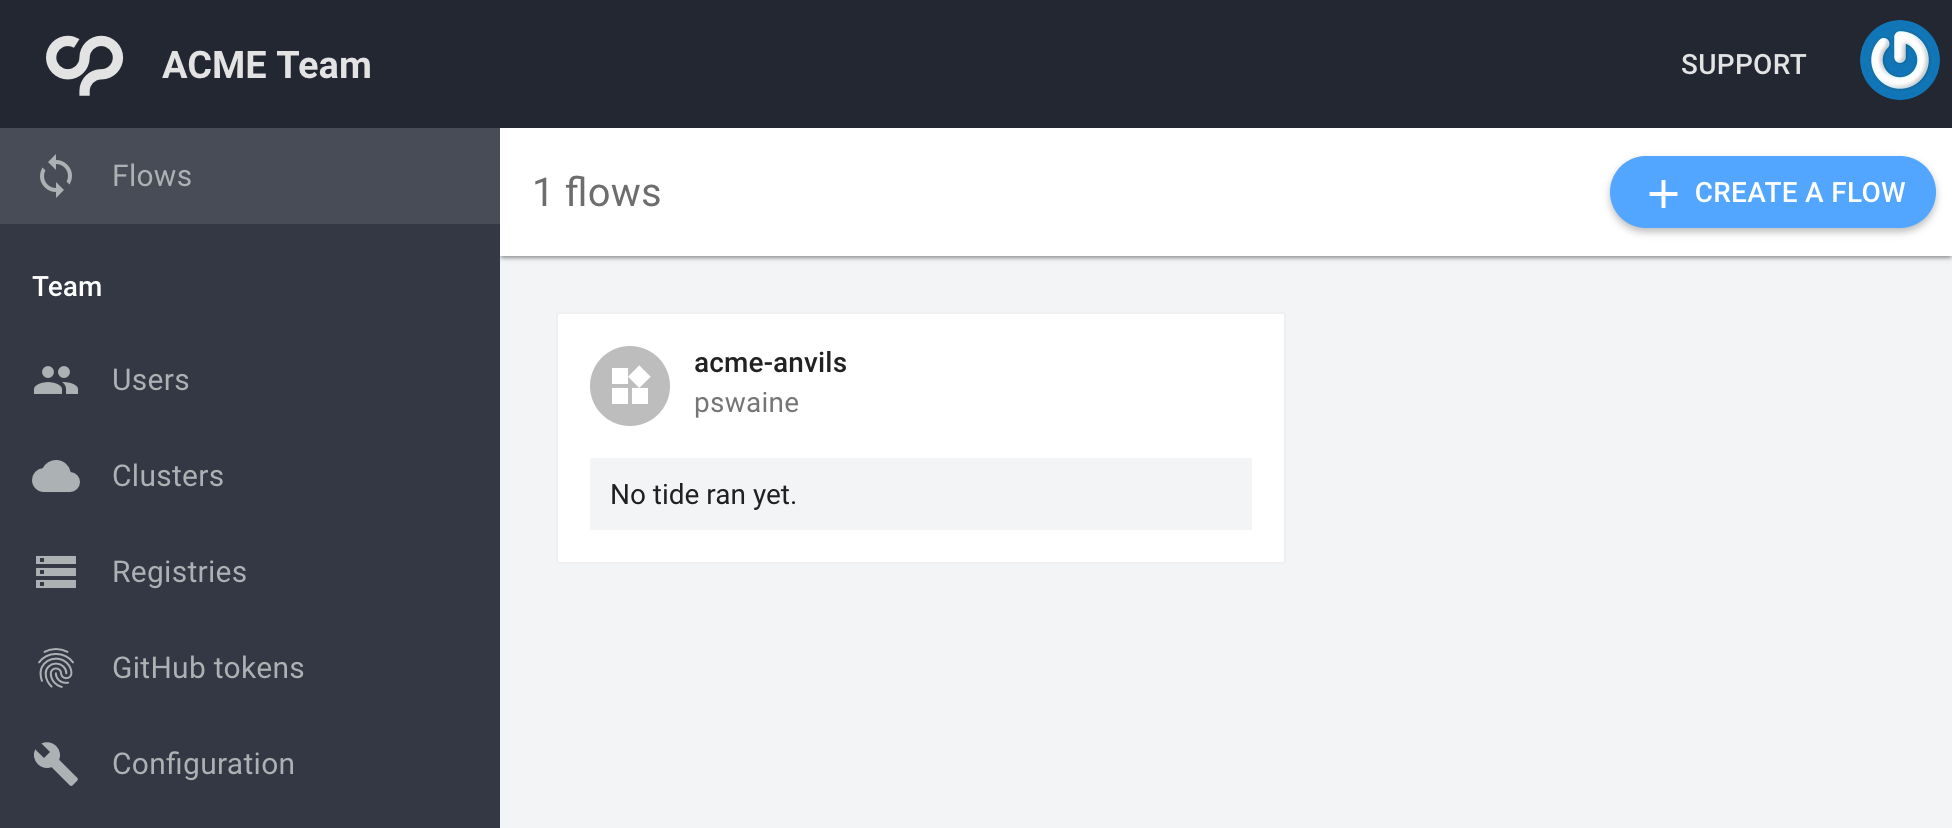 ACME Team
SUPPORT
Flows
Team
Users
Clusters
Registries
GitHub tokens
Configuration
1 flows
CREATE A FLOW
acme-anvils
pswaine
No tide ran yet.